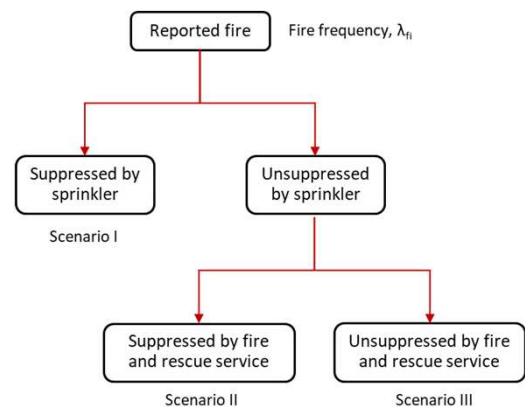 Reported fire
Fire frequency, λfi
Suppressed by
sprinkler
Unsuppressed
by sprinkler
Scenario I
Suppressed by fire
and rescue service
Unsuppressed by fire
and rescue service
Scenario II
Scenario III